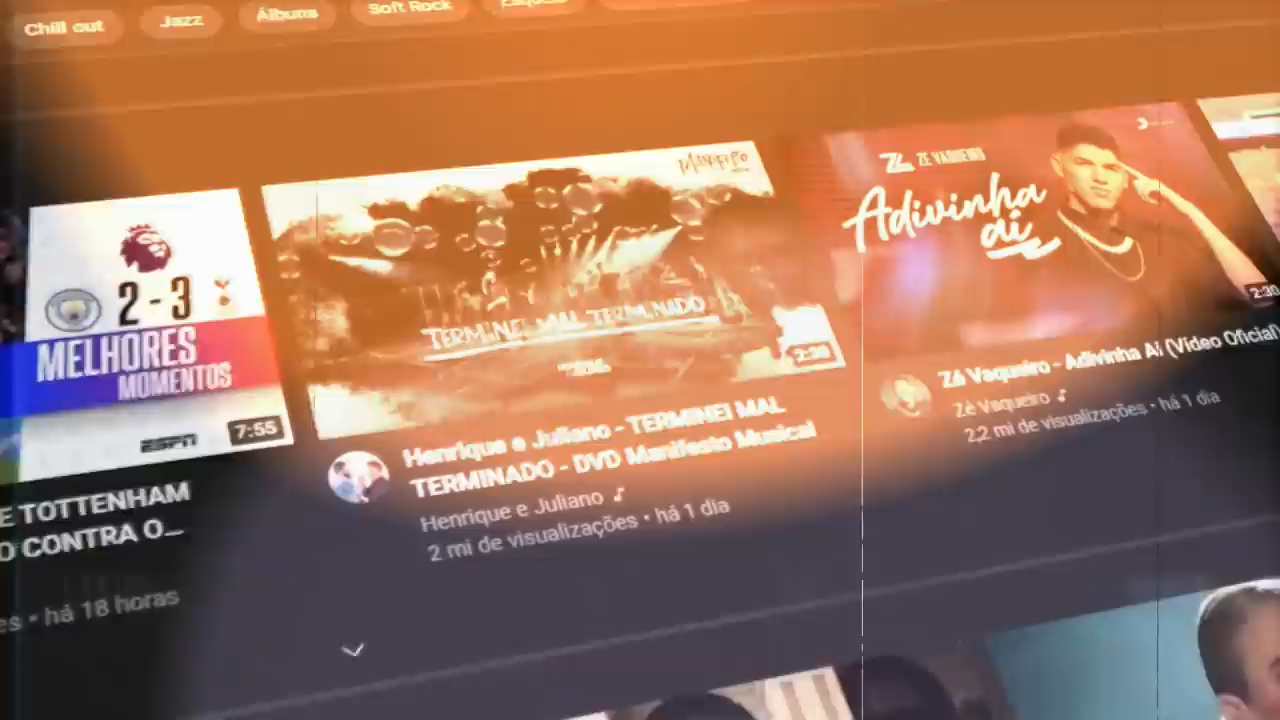 Chill out
Jazz
Álbuns
Soft Rock
2 - 3
MELHORES
MOMENTOS
ESPN
7:55
E TOTTENHAM
O CONTRA O...
es • há 18 horas
MANIFESTO
TERMINEI MAL TERMINADO
2:38
Henrique e Juliano - TERMINEI MAL
TERMINADO - DVD Manifesto Musical
Henrique e Juliano
2 mi de visualizações • há 1 dia
ZÉ VAQUEIRO
Adivinha
aí
2:30
Zé Vaqueiro - Adivinha Aí (Vídeo Oficial)
Zé Vaqueiro
2,2 mi de visualizações • há 1 dia